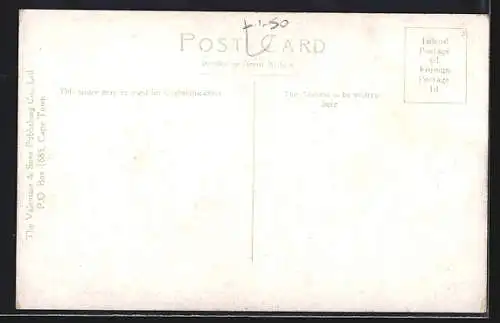 1-50
POST CARD
This space may be used for Communication
The Address to be written
here
Inland
Postage
½d
Foreign
Postage
1d
The Valentine & Sons Publishing Co., Ltd
P.O. Box 1685, Cape Town